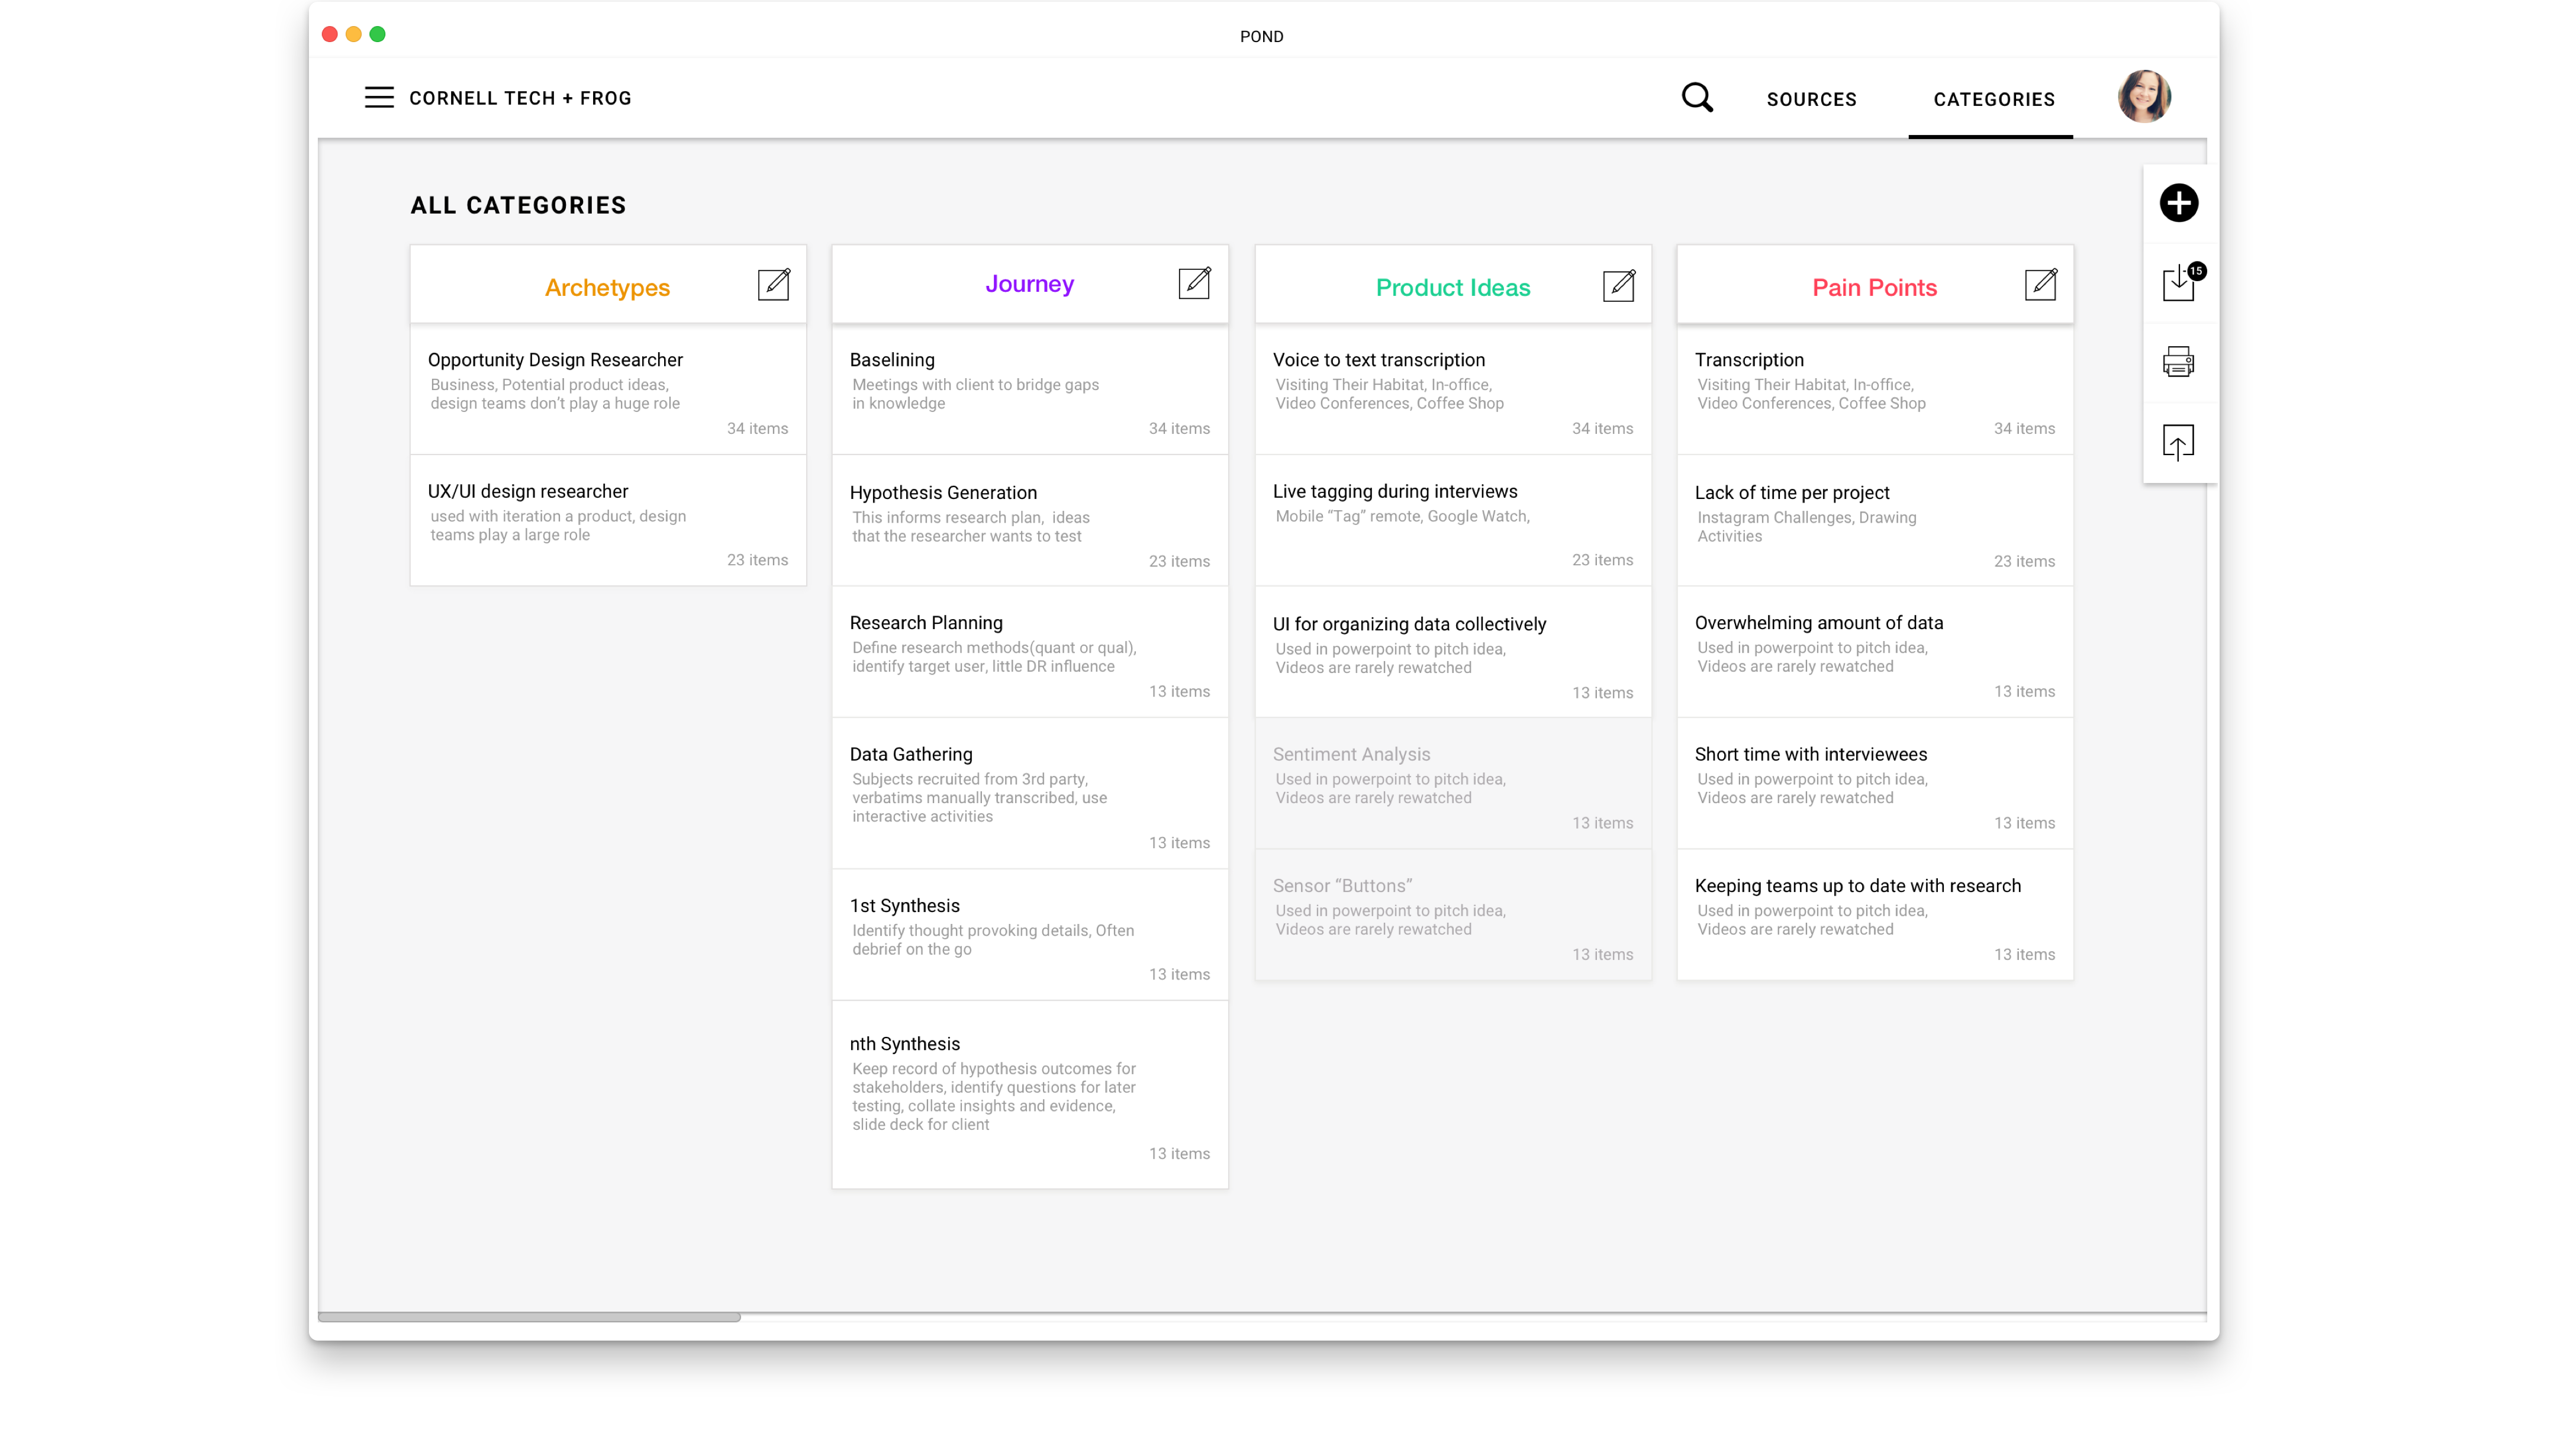 POND
CORNELL TECH + FROG
SOURCES
CATEGORIES
ALL CATEGORIES
15
Archetypes
Opportunity Design Researcher
Business, Potential product ideas,
design teams don’t play a huge role
34 items
UX/UI design researcher
used with iteration a product, design
teams play a large role
23 items
Journey
Baselining
Meetings with client to bridge gaps
in knowledge
34 items
Hypothesis Generation
This informs research plan,  ideas
that the researcher wants to test
23 items
Research Planning
Define research methods(quant or qual),
identify target user, little DR influence
13 items
Data Gathering
Subjects recruited from 3rd party,
verbatims manually transcribed, use
interactive activities
13 items
1st Synthesis
Identify thought provoking details, Often
debrief on the go
13 items
nth Synthesis
Keep record of hypothesis outcomes for
stakeholders, identify questions for later
testing, collate insights and evidence,
slide deck for client
13 items
Product Ideas
Voice to text transcription
Visiting Their Habitat, In-office,
Video Conferences, Coffee Shop
34 items
Live tagging during interviews
Mobile “Tag” remote, Google Watch,
23 items
UI for organizing data collectively
Used in powerpoint to pitch idea,
Videos are rarely rewatched
13 items
Sentiment Analysis
Used in powerpoint to pitch idea,
Videos are rarely rewatched
13 items
Sensor “Buttons”
Used in powerpoint to pitch idea,
Videos are rarely rewatched
13 items
Pain Points
Transcription
Visiting Their Habitat, In-office,
Video Conferences, Coffee Shop
34 items
Lack of time per project
Instagram Challenges, Drawing
Activities
23 items
Overwhelming amount of data
Used in powerpoint to pitch idea,
Videos are rarely rewatched
13 items
Short time with interviewees
Used in powerpoint to pitch idea,
Videos are rarely rewatched
13 items
Keeping teams up to date with research
Used in powerpoint to pitch idea,
Videos are rarely rewatched
13 items